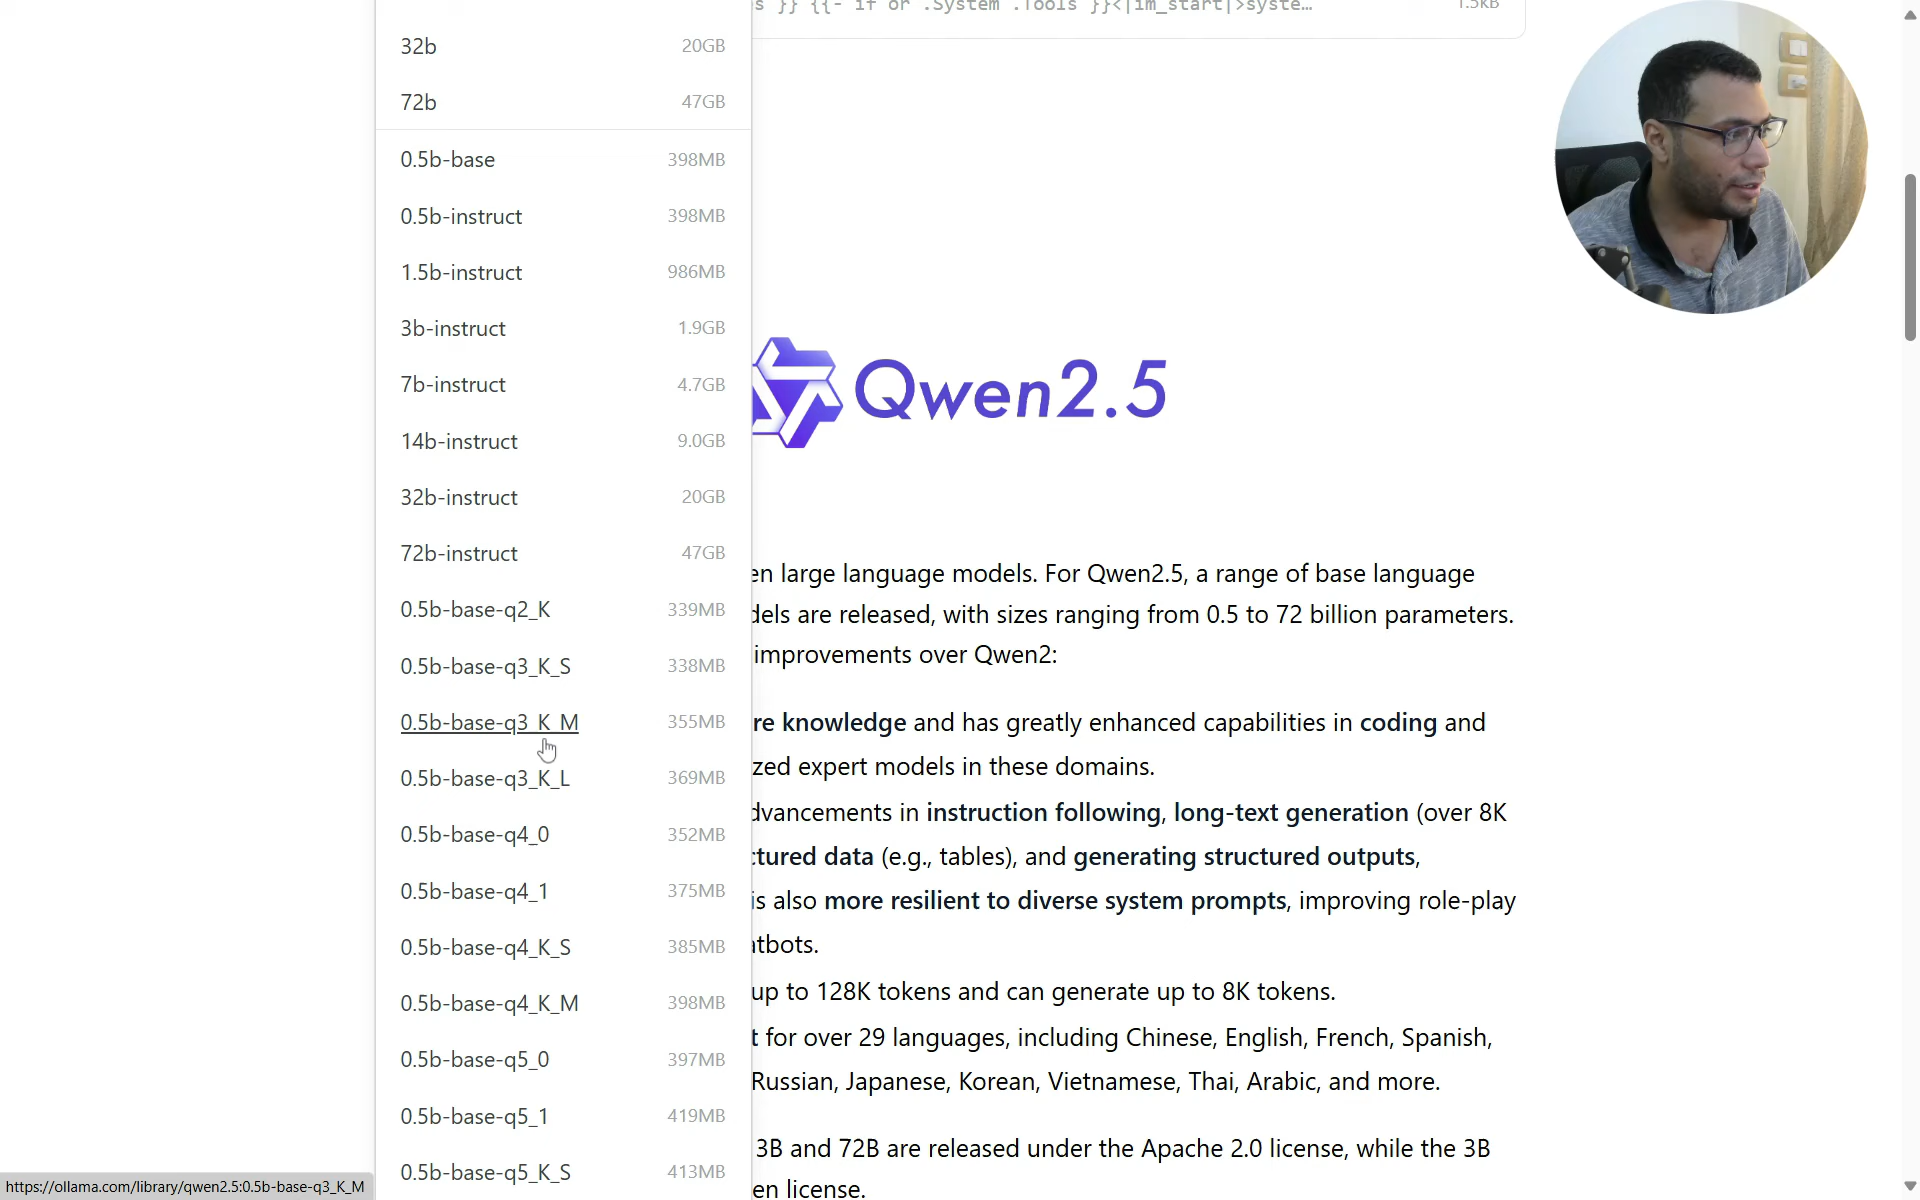 s }} {{- if or .System .Tools }}<|im_start|>syste… 1.5kB
32b 20GB
72b 47GB
0.5b-base 398MB
0.5b-instruct 398MB
1.5b-instruct 986MB
3b-instruct 1.9GB
7b-instruct 4.7GB
14b-instruct 9.0GB
32b-instruct 20GB
72b-instruct 47GB
0.5b-base-q2_K 339MB
0.5b-base-q3_K_S 338MB
0.5b-base-q3_K_M 355MB
0.5b-base-q3_K_L 369MB
0.5b-base-q4_0 352MB
0.5b-base-q4_1 375MB
0.5b-base-q4_K_S 385MB
0.5b-base-q4_K_M 398MB
0.5b-base-q5_0 397MB
0.5b-base-q5_1 419MB
0.5b-base-q5_K_S 413MB
Qwen2.5
en large language models. For Qwen2.5, a range of base language
dels are released, with sizes ranging from 0.5 to 72 billion parameters.
improvements over Qwen2:
re knowledge and has greatly enhanced capabilities in coding and
zed expert models in these domains.
dvancements in instruction following, long-text generation (over 8K
ctured data (e.g., tables), and generating structured outputs,
is also more resilient to diverse system prompts, improving role-play
atbots.
up to 128K tokens and can generate up to 8K tokens.
t for over 29 languages, including Chinese, English, French, Spanish,
Russian, Japanese, Korean, Vietnamese, Thai, Arabic, and more.
3B and 72B are released under the Apache 2.0 license, while the 3B
en license.
https://ollama.com/library/qwen2.5:0.5b-base-q3_K_M